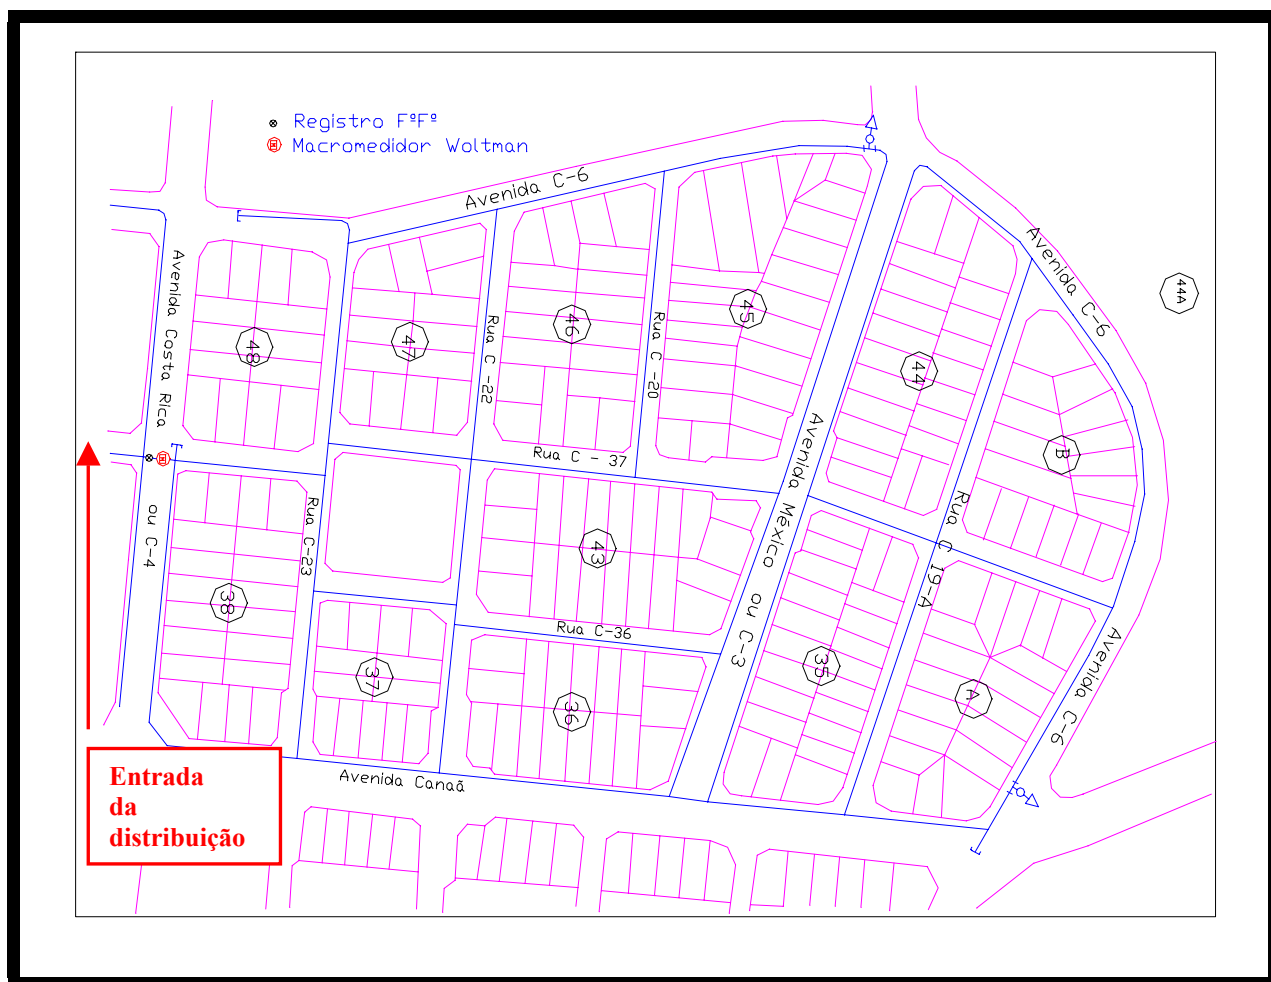 Registro FºFº
Macromedidor Woltman
Avenida C-6
Avenida C-6
44A
Avenida Costa Rica ou C-4
48
47
Rua C -22
46
Rua C -20
45
44
B
Avenida México ou C-3
Rua C - 37
Rua C 19-A
Rua C-23
43
38
Rua C-36
37
36
35
A
Avenida C-6
Avenida Canaã
Entrada
da
distribuição